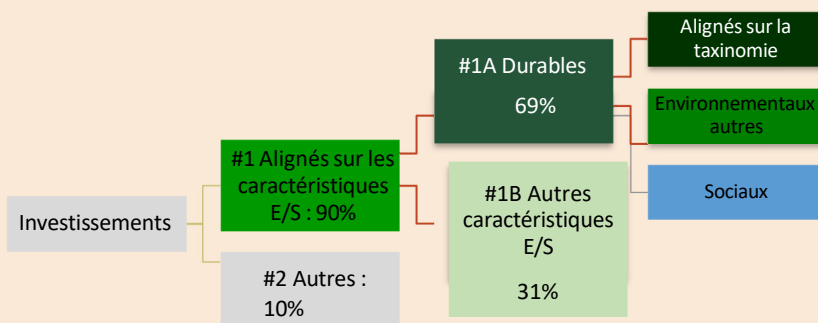 Investissements
#1 Alignés sur les
caractéristiques
E/S : 90%
#2 Autres :
10%
#1A Durables
69%
#1B Autres
caractéristiques
E/S
31%
Alignés sur la
taxinomie
Environnementaux
autres
Sociaux